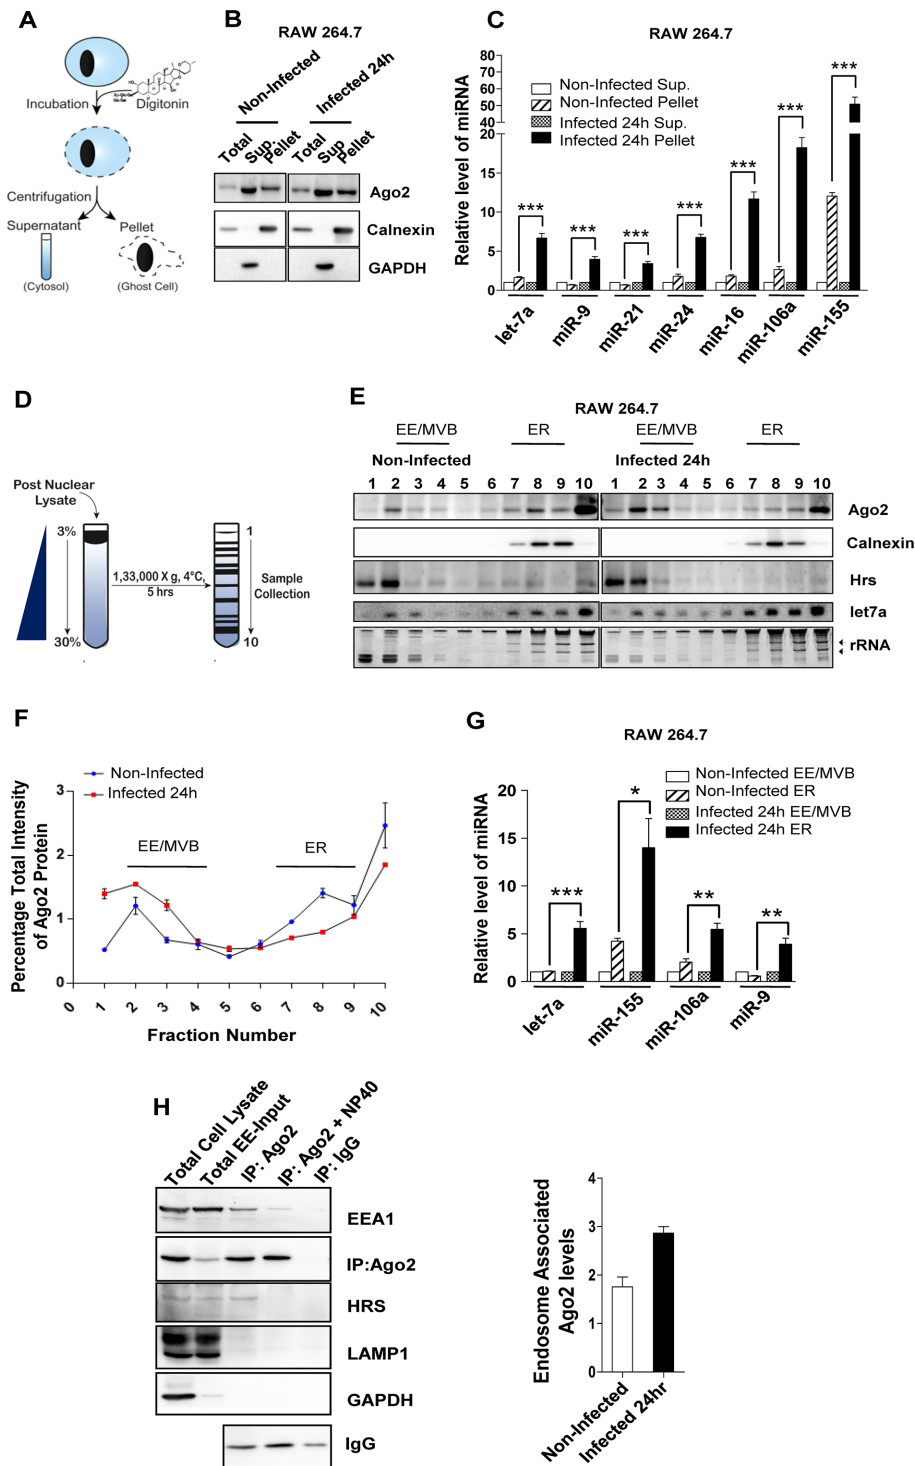 A
Incubation
Digitonin
HO
OH
Centrifugation
Supernatant
Pellet
(Cytosol)
(Ghost Cell)
B
RAW 264.7
Non-Infected
Infected 24h
Total
Sup.
Pellet
Total
Sup
Pellet
Ago2
Calnexin
GAPDH
C
RAW 264.7
Relative level of miRNA
80
70
60
50
40
20
15
10
5
0
Non-Infected Sup.
Non-Infected Pellet
Infected 24h Sup.
Infected 24h Pellet
*** *** *** *** *** *** ***
let-7a
miR-9
miR-21
miR-24
miR-16
miR-106a
miR-155
D
Post Nuclear
Lysate
3%
30%
1,33,000 X g, 4°C,
5 hrs
1
10
Sample
Collection
E
RAW 264.7
EE/MVB ER EE/MVB ER
Non-Infected Infected 24h
1 2 3 4 5 6 7 8 9 10 1 2 3 4 5 6 7 8 9 10
Ago2
Calnexin
Hrs
let7a
rRNA
F
Non-Infected
Infected 24h
Percentage Total Intensity
of Ago2 Protein
3
2
1
0
EE/MVB
ER
0 1 2 3 4 5 6 7 8 9 10
Fraction Number
G
RAW 264.7
Non-Infected EE/MVB
Non-Infected ER
Infected 24h EE/MVB
Infected 24h ER
Relative level of miRNA
20
15
10
5
0
*** * ** **
let-7a
miR-155
miR-106a
miR-9
H
Total Cell Lysate
Total EE-Input
IP: Ago2
IP: Ago2 + NP40
IP: IgG
EEA1
IP:Ago2
HRS
LAMP1
GAPDH
IgG
Endosome Associated
Ago2 levels
4
3
2
1
0
Non-Infected
Infected 24hr